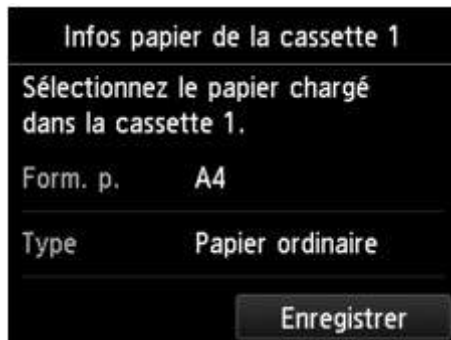 Infos papier de la cassette 1
Sélectionnez le papier chargé
dans la cassette 1.
Form. p. A4
Type Papier ordinaire
Enregistrer